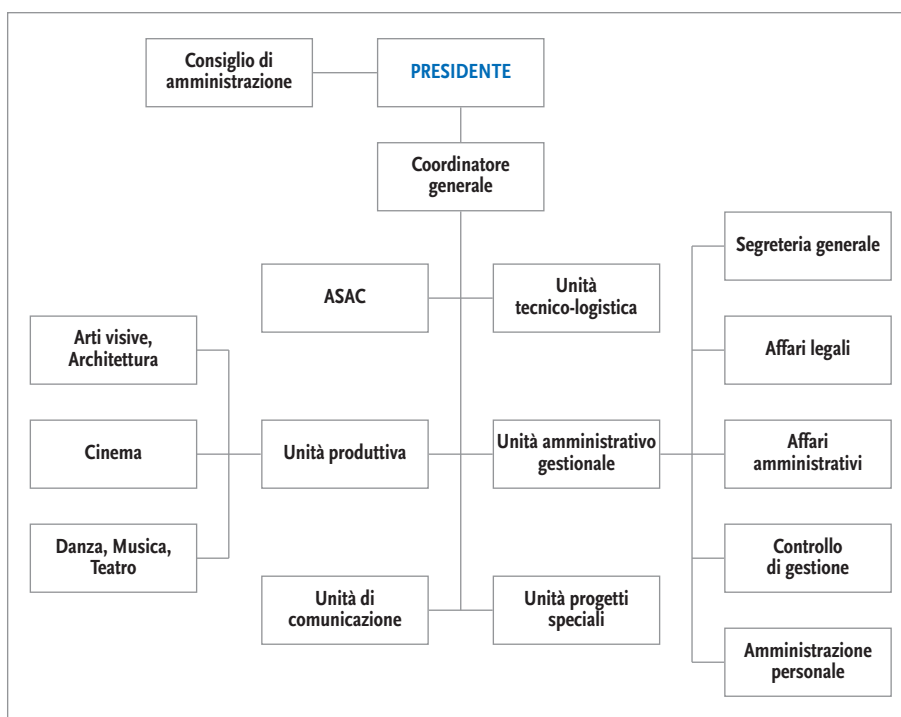 Consiglio di
amministrazione
PRESIDENTE
Coordinatore
generale
Segreteria generale
ASAC
Unità
tecnico-logistica
Arti visive,
Architettura
Affari legali
Cinema
Unità produttiva
Unità amministrativo
gestionale
Affari
amministrativi
Danza, Musica,
Teatro
Controllo
di gestione
Unità di
comunicazione
Unità progetti
speciali
Amministrazione
personale